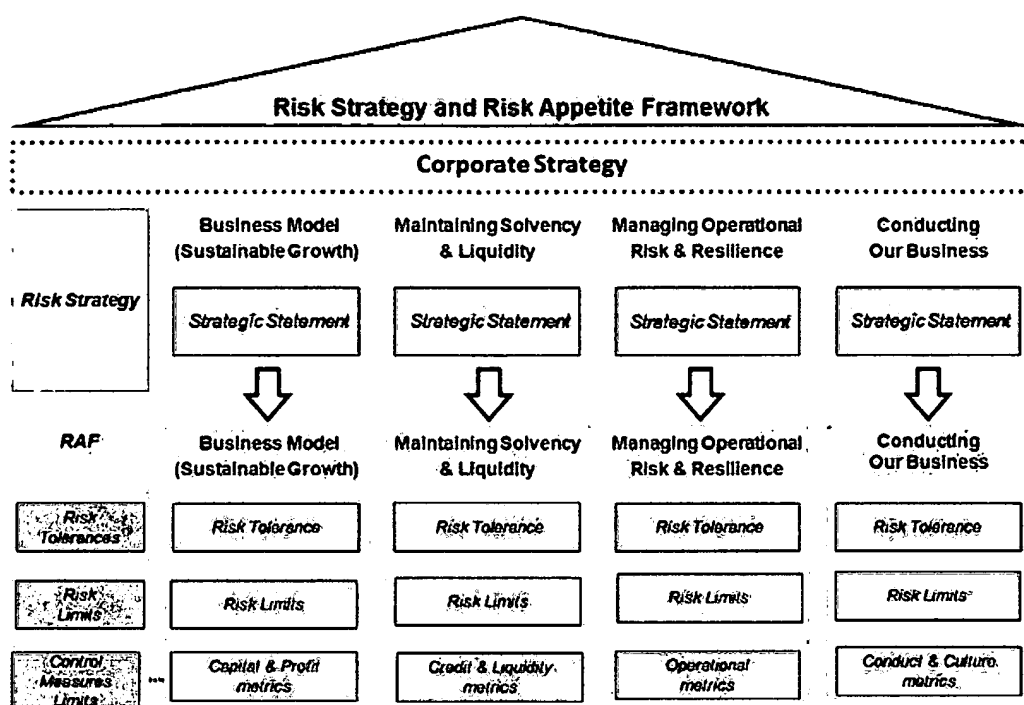 Risk Strategy and Risk Appetite Framework
Corporate Strategy
Risk Strategy
Business Model
(Sustainable Growth)
Maintaining Solvency
& Liquidity
Managing Operational
Risk & Resilience
Conducting
Our Business
Strategic Statement
Strategic Statement
Strategic Statement
Strategic Statement
RAF
Business Model
(Sustainable Growth)
Maintaining Solvency
& Liquidity
Managing Operational
Risk & Resilience
Conducting
Our Business
Risk
Tolerances
Risk Tolerance
Risk Tolerance
Risk Tolerance
Risk Tolerance
Risk
Limits
Risk Limits
Risk Limits
Risk Limits
Risk Limits
Control
Measures
Limits
Capital & Profit
metrics
Credit & Liquidity
metrics
Operational
metrics
Conduct & Culture
metrics